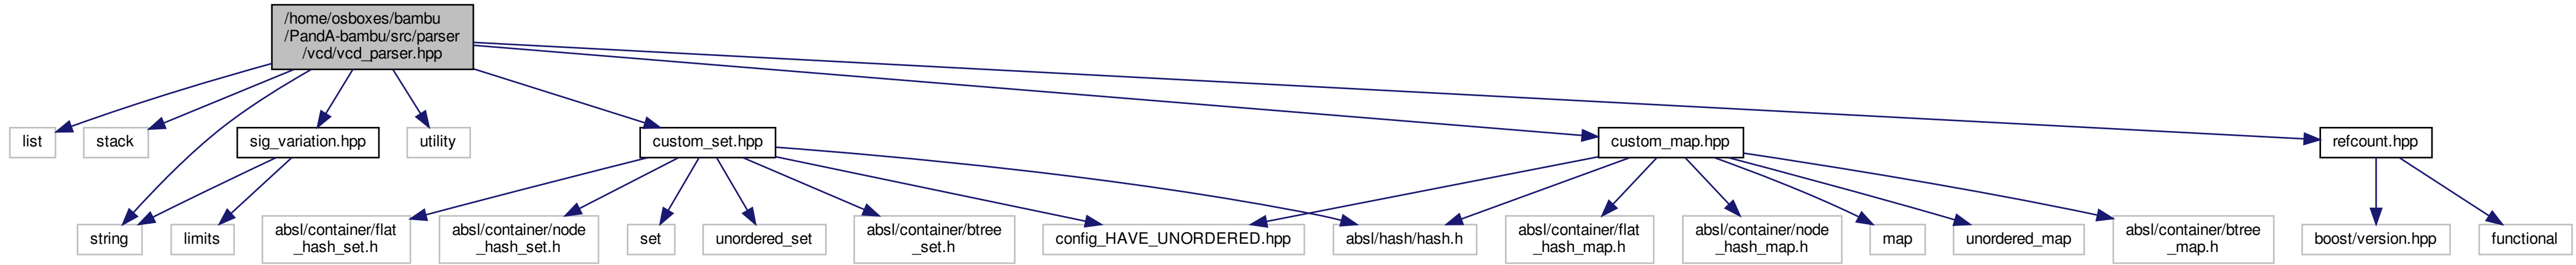 /home/osboxes/bambu
/PandA-bambu/src/parser
/vcd/vcd_parser.hpp
list
stack
sig_variation.hpp
utility
custom_set.hpp
custom_map.hpp
refcount.hpp
string
limits
absl/container/flat
_hash_set.h
absl/container/node
_hash_set.h
set
unordered_set
absl/container/btree
_set.h
config_HAVE_UNORDERED.hpp
absl/hash/hash.h
absl/container/flat
_hash_map.h
absl/container/node
_hash_map.h
map
unordered_map
absl/container/btree
_map.h
boost/version.hpp
functional